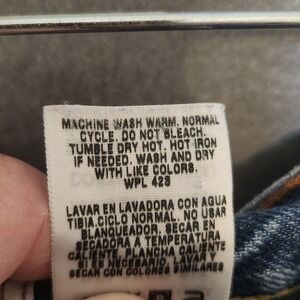 MACHINE WASH WARM, NORMAL
CYCLE. DO NOT BLEACH.
TUMBLE DRY HOT. HOT IRON
IF NEEDED. WASH AND DRY
WITH LIKE COLORS.
WPL 423
LAVAR EN LAVADORA CON AGUA
TIBIA CICLO NORMAL. NO USAR
BLANQUEADOR. SECAR EN
SECADORA A TEMPERATURA
CALIENTE. PLANCHA CALIENTE
SI ES NECESARIO. LAVAR Y
SECAR CON COLORES SIMILARES